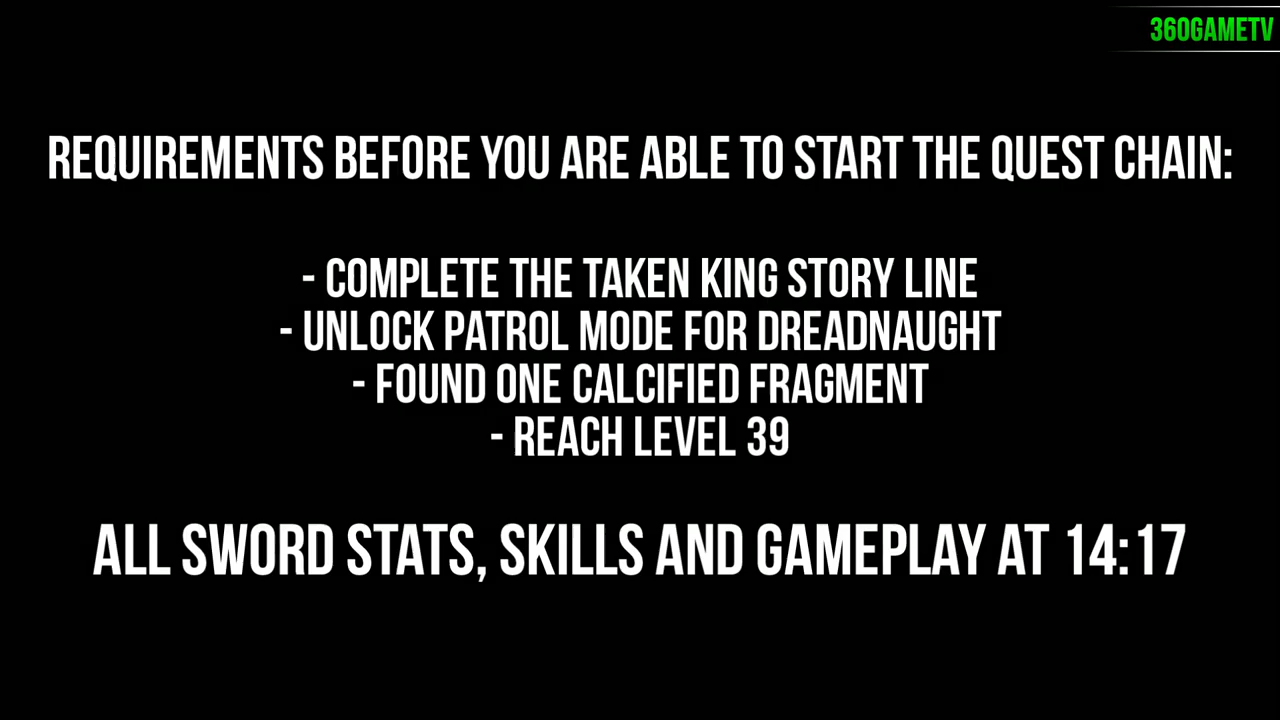 360GAMETV
REQUIREMENTS BEFORE YOU ARE ABLE TO START THE QUEST CHAIN:
- COMPLETE THE TAKEN KING STORY LINE
- UNLOCK PATROL MODE FOR DREADNAUGHT
- FOUND ONE CALCIFIED FRAGMENT
- REACH LEVEL 39
ALL SWORD STATS, SKILLS AND GAMEPLAY AT 14:17